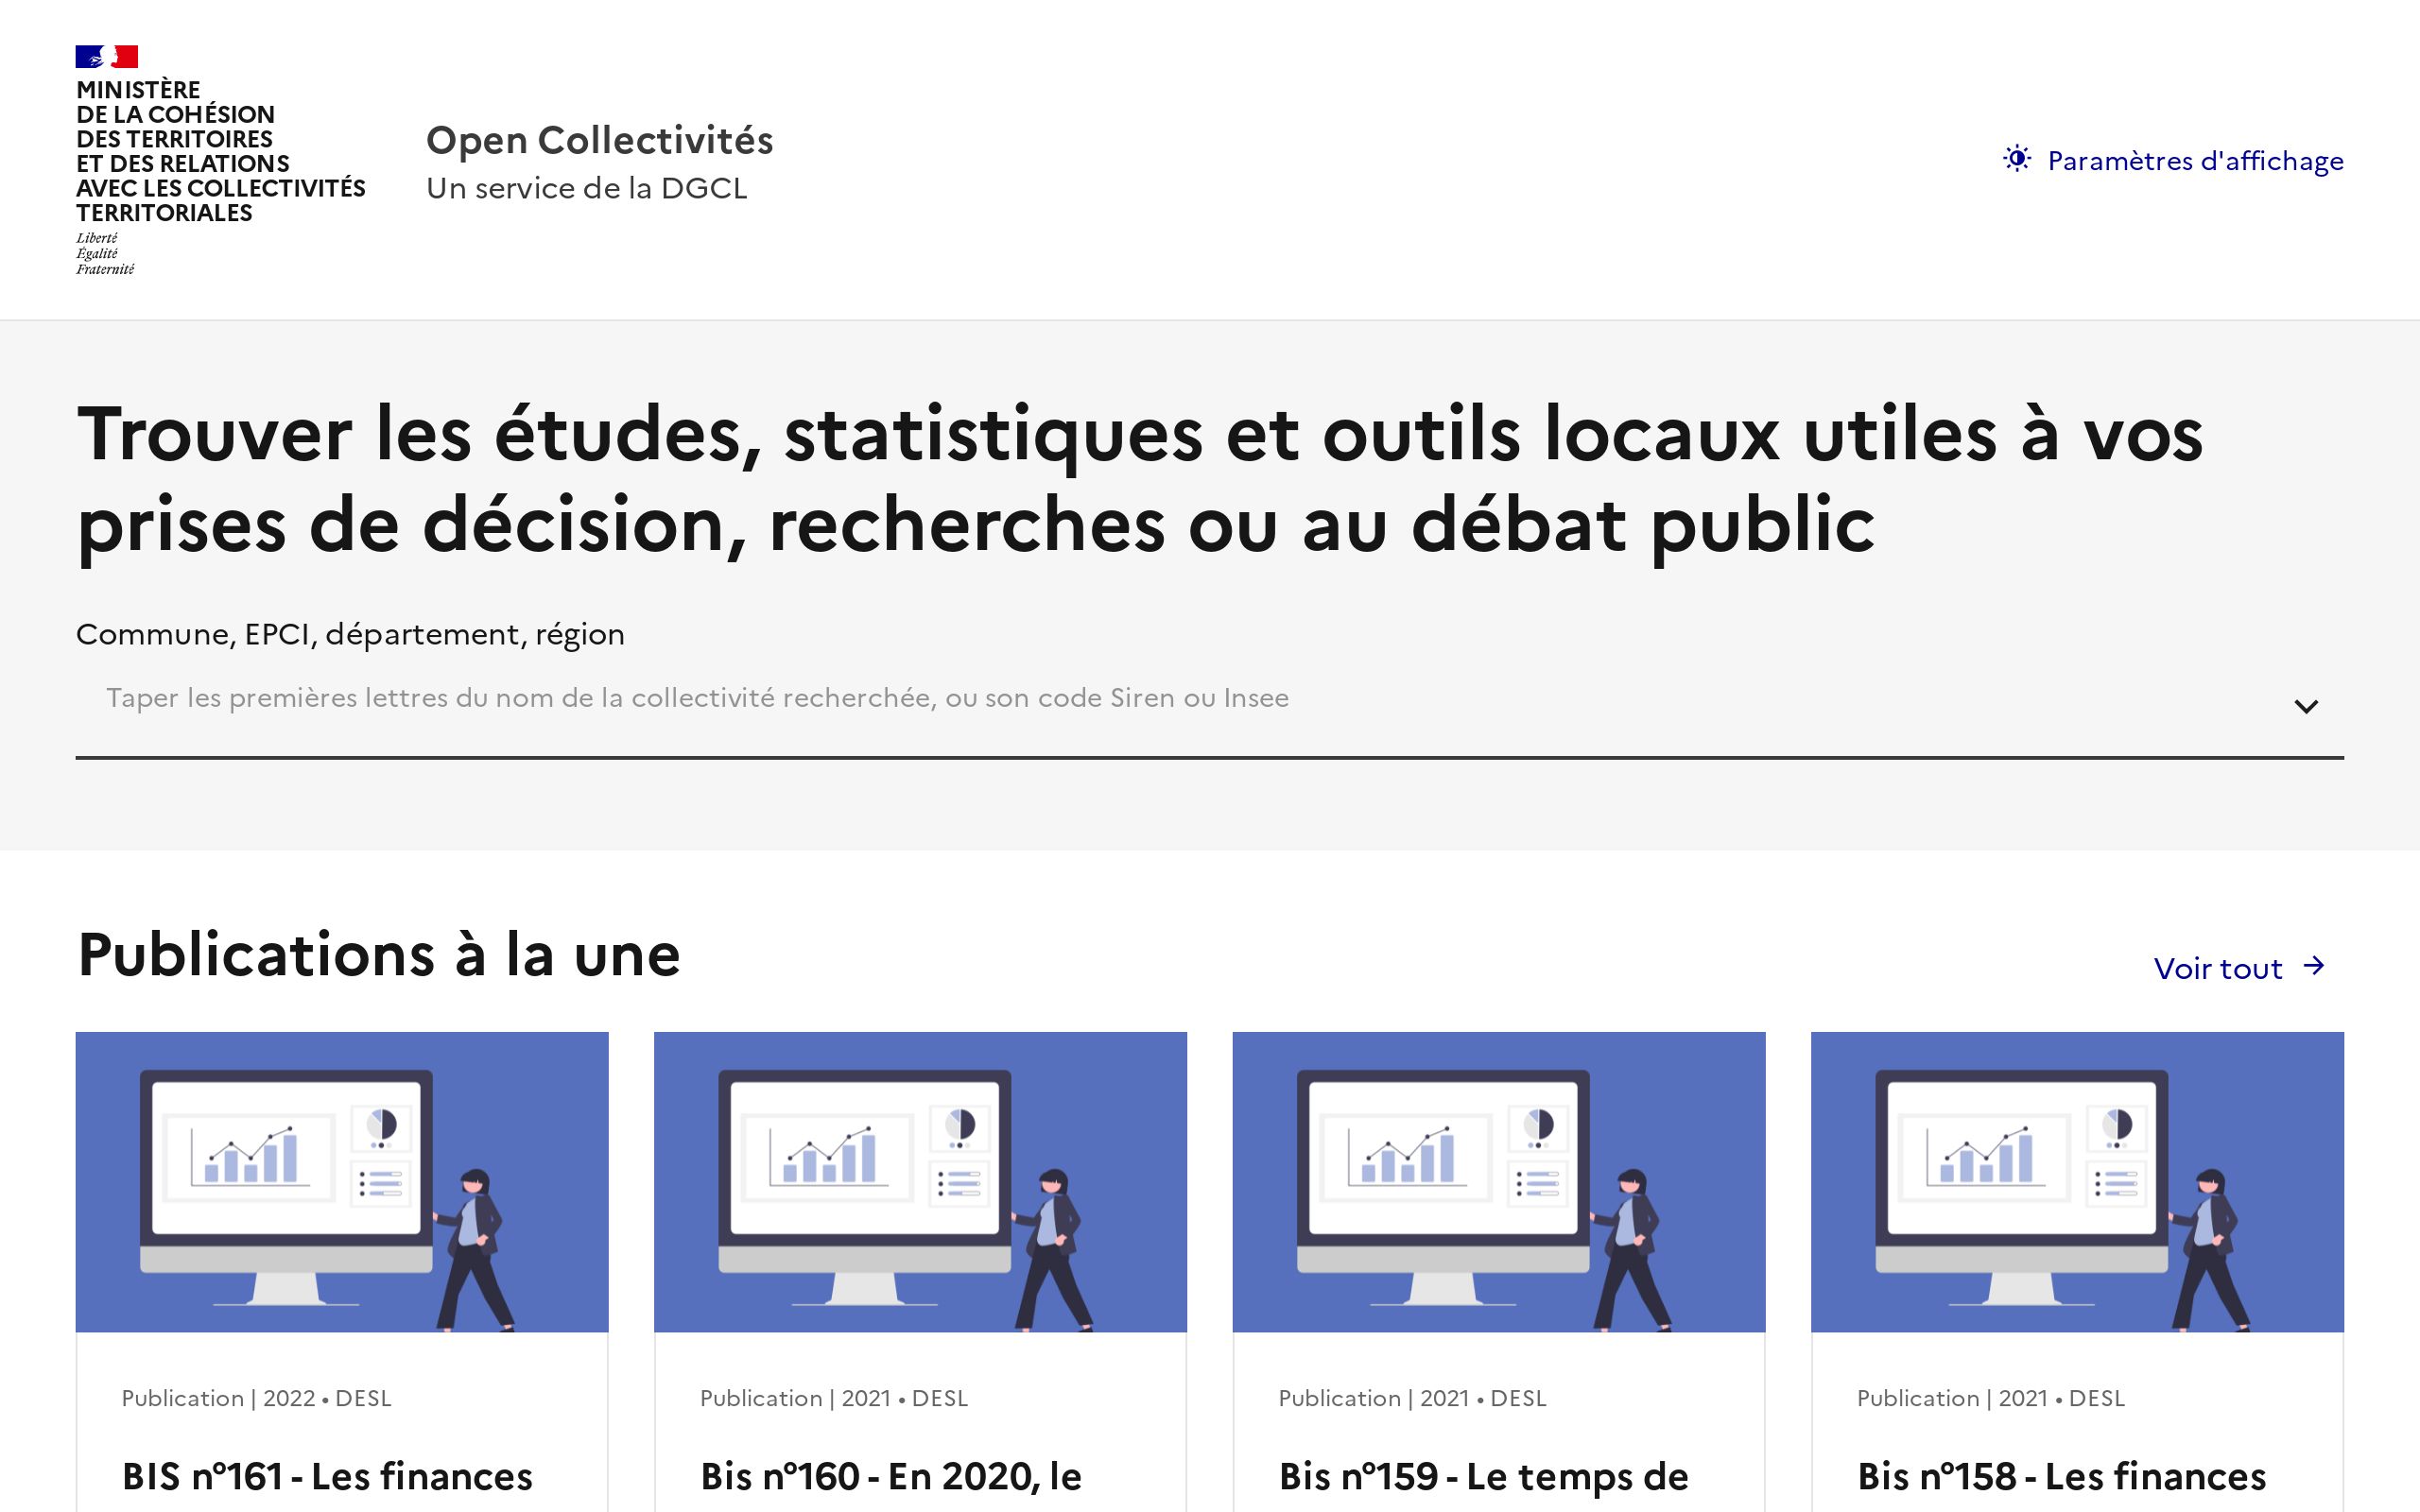 MINISTÈRE
DE LA COHÉSION
DES TERRITOIRES
ET DES RELATIONS
AVEC LES COLLECTIVITÉS
TERRITORIALES
Liberté
Égalité
Fraternité
Open Collectivités
Un service de la DGCL
Paramètres d'affichage
Trouver les études, statistiques et outils locaux utiles à vos
prises de décision, recherches ou au débat public
Commune, EPCI, département, région
Taper les premières lettres du nom de la collectivité recherchée, ou son code Siren ou Insee
Publications à la une
Voir tout
Publication | 2022 • DESL
BIS n°161 - Les finances
Publication | 2021 • DESL
Bis n°160 - En 2020, le
Publication | 2021 • DESL
Bis n°159 - Le temps de
Publication | 2021 • DESL
Bis n°158 - Les finances